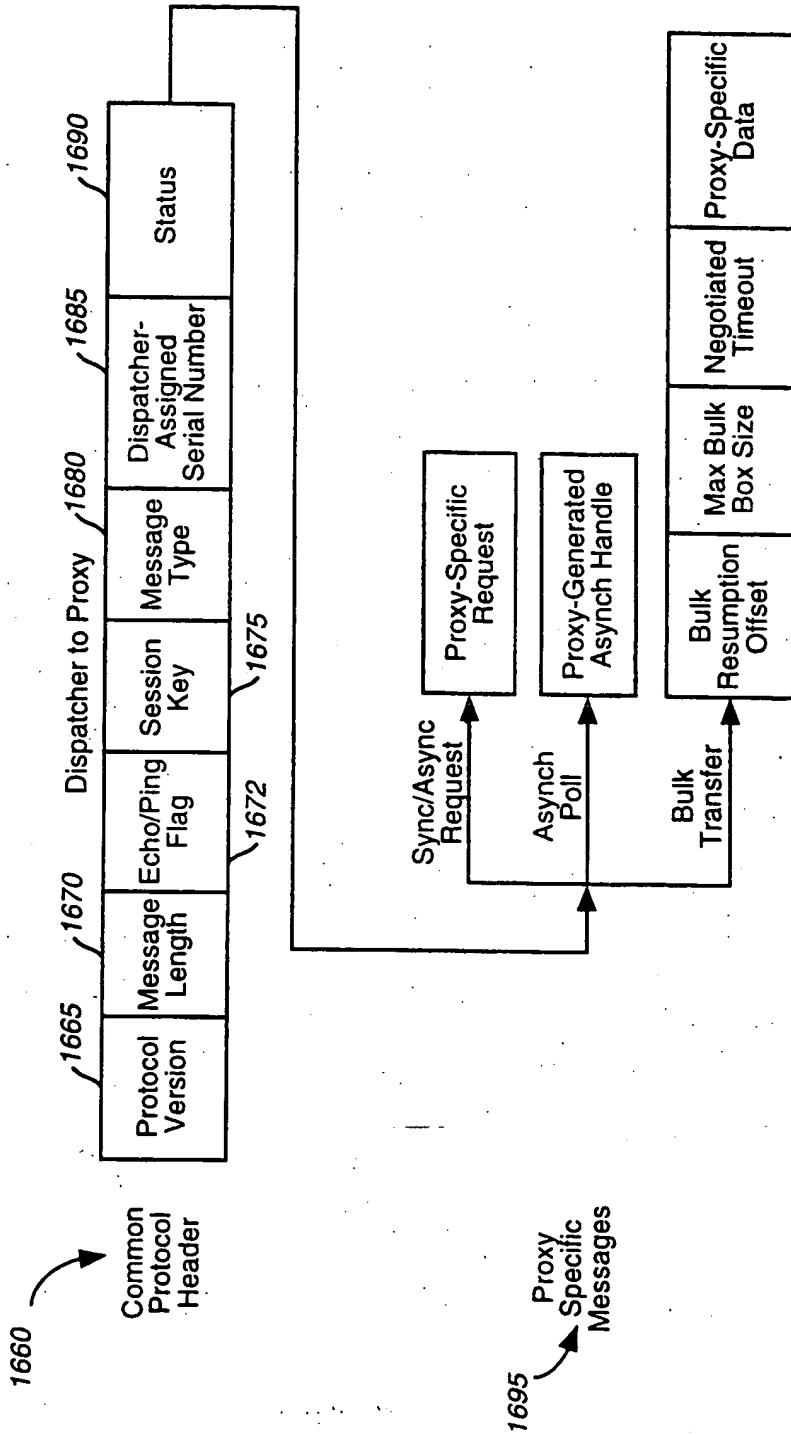 Dispatcher to Proxy
1660
Common
Protocol
Header
1665
1670
1680
1685
1690
Protocol
Version
Message
Length
Echo/Ping
Flag
Session
Key
Message
Type
Dispatcher-
Assigned
Serial Number
Status
1672
1675
1695
Proxy
Specific
Messages
Sync/Async
Request
Proxy-Specific
Request
Asynch
Poll
Proxy-Generated
Asynch Handle
Bulk
Transfer
Bulk
Resumption
Offset
Max Bulk
Box Size
Negotiated
Timeout
Proxy-Specific
Data